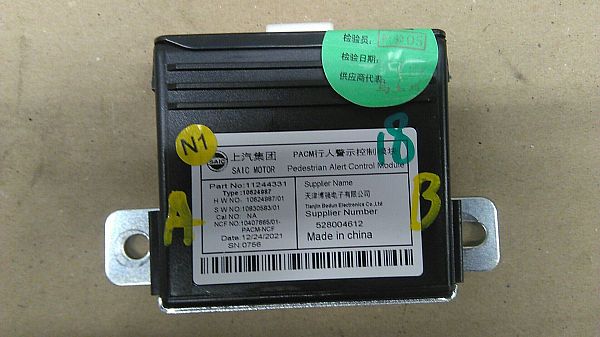 检验员:
检验日期:
供应商代表:
N1
18
SAIC
上汽集团 PACM行人警示控制模块
SAIC MOTOR Pedestrian Alert Control Module
Part No:11244331
Type:10624987
H W NO: 10624987/01
S W NO:10630583/01
Cal NO: NA
NCF NO:10407665/01-
PACM-NCF
Date 12/24/2021
SN:0756
Supplier Name
天津博顿电子有限公司
Tianjin Bodun Electronics Co.,Ltd
Supplier Number
528004612
Made in china
A
B